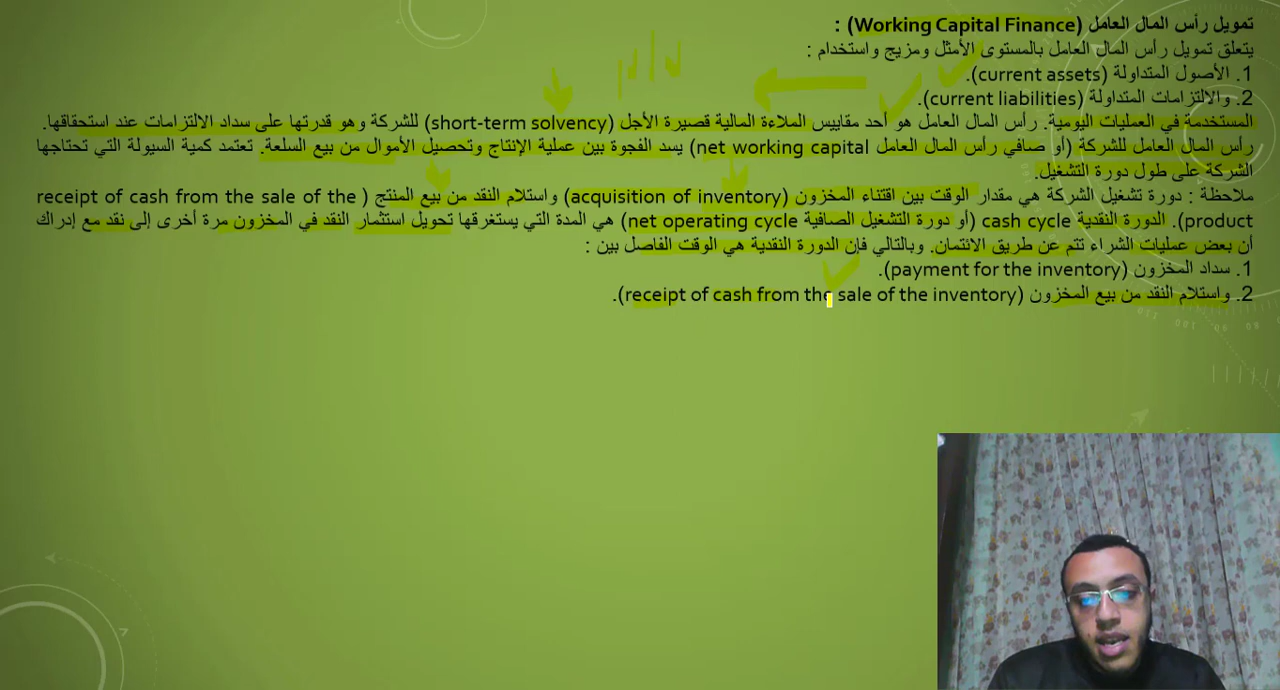 تمويل رأس المال العامل (Working Capital Finance) :
يتعلق تمويل رأس المال العامل بالمستوى الأمثل ومزيج واستخدام :
1. الأصول المتداولة (current assets).
2. والالتزامات المتداولة (current liabilities).
المستخدمة في العمليات اليومية. رأس المال العامل هو أحد مقاييس الملاءة المالية قصيرة الأجل (short-term solvency) للشركة وهو قدرتها على سداد الالتزامات عند استحقاقها.
رأس المال العامل للشركة (أو صافي رأس المال العامل net working capital) يسد الفجوة بين عملية الإنتاج وتحصيل الأموال من بيع السلعة. تعتمد كمية السيولة التي تحتاجها
الشركة على طول دورة التشغيل.
ملاحظة : دورة تشغيل الشركة هي مقدار الوقت بين اقتناء المخزون (acquisition of inventory) واستلام النقد من بيع المنتج (receipt of cash from the sale of the
product). الدورة النقدية cash cycle (أو دورة التشغيل الصافية net operating cycle) هي المدة التي يستغرقها تحويل استثمار النقد في المخزون مرة أخرى إلى نقد مع إدراك
أن بعض عمليات الشراء تتم عن طريق الائتمان. وبالتالي فإن الدورة النقدية هي الوقت الفاصل بين :
1. سداد المخزون (payment for the inventory).
2. واستلام النقد من بيع المخزون (receipt of cash from the sale of the inventory).